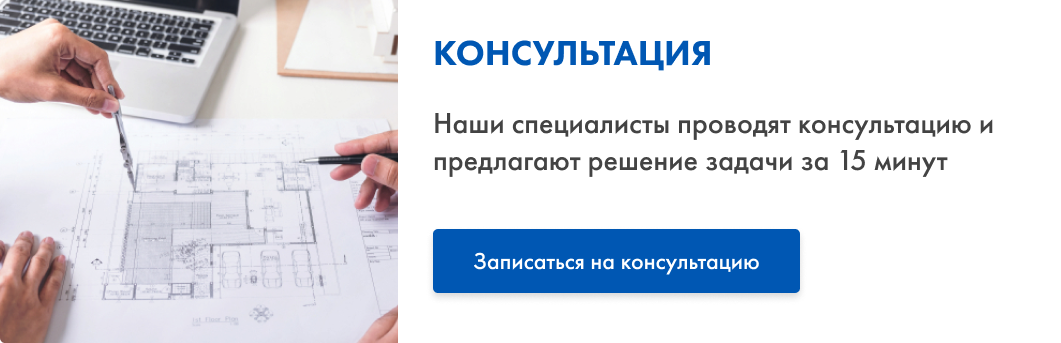 КОНСУЛЬТАЦИЯ
Наши специалисты проводят консультацию и
предлагают решение задачи за 15 минут
Записаться на консультацию